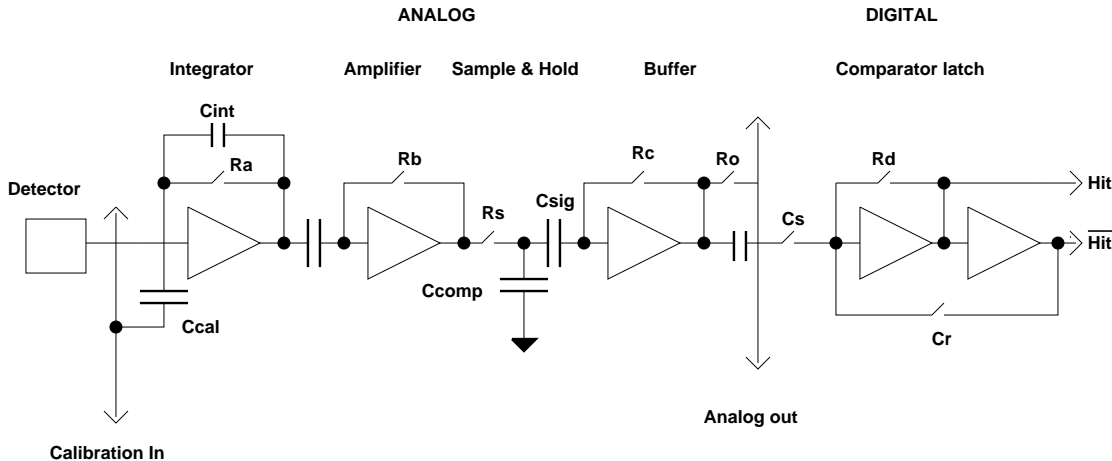 ANALOG
DIGITAL
Integrator
Amplifier
Sample & Hold
Buffer
Comparator latch
Cint
Ra
Rb
Rc
Ro
Rd
Detector
Hit
Rs
Csig
Cs
Hit
Ccomp
Ccal
Cr
Analog out
Calibration In